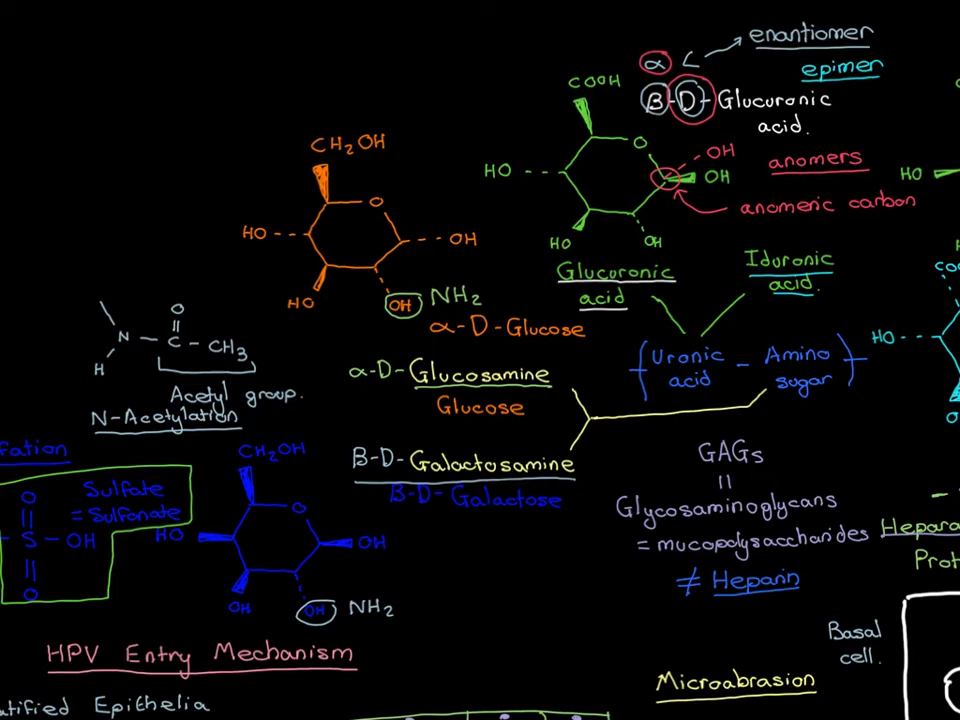 enantiomer
α L
epimer
β-D-Glucuronic
acid.
COOH
O
OH
HO
OH
anomers
anomeric carbon
HO
OH
HO
Glucuronic
acid
Iduronic
acid.
CH₂OH
O
HO
OH
HO
OH
NH₂
α-D-Glucose
O
N
C
CH₃
H
Acetyl group.
N-Acetylation
α-D-Glucosamine
Glucose
β-D-Galactosamine
β-D-Galactose
(Uronic - Amino)
acid sugar
HO
GAGs
=
Glycosaminoglycans
= mucopolysaccharides
≠ Heparin
fation
O
Sulfate
= Sulfonate
S OH
O
CH₂OH
O
HO
OH
OH
OH
NH₂
HPV Entry Mechanism
atified Epithelia
Basal
cell.
Microabrasion
Hepara
Prot